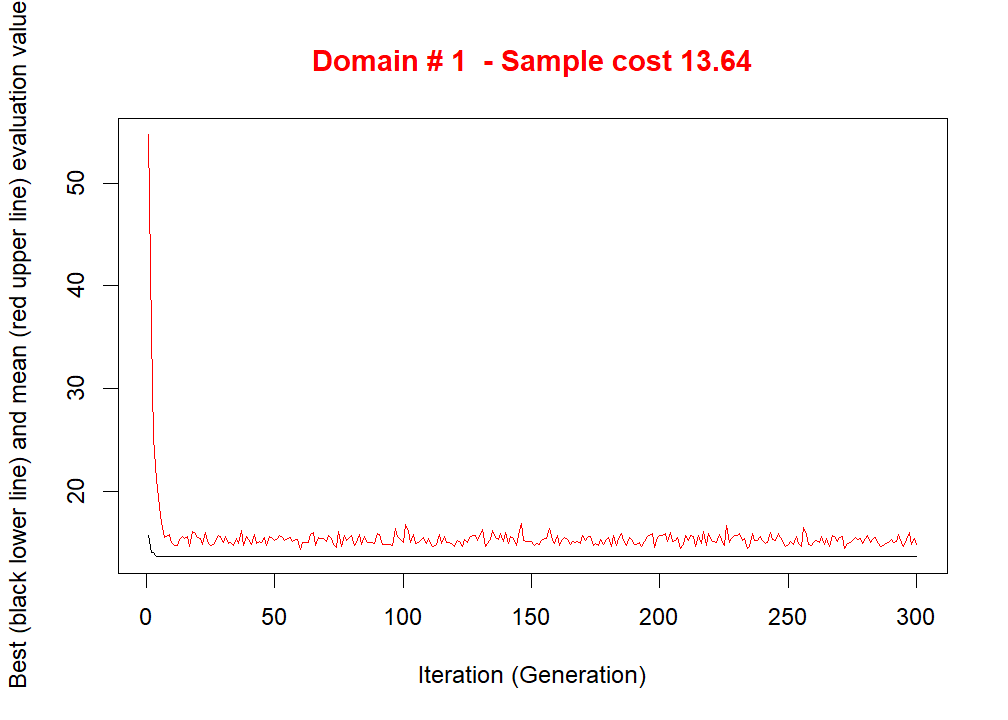 Domain # 1  - Sample cost 13.64
Best (black lower line) and mean (red upper line) evaluation value
50
40
30
20
0 50 100 150 200 250 300
Iteration (Generation)